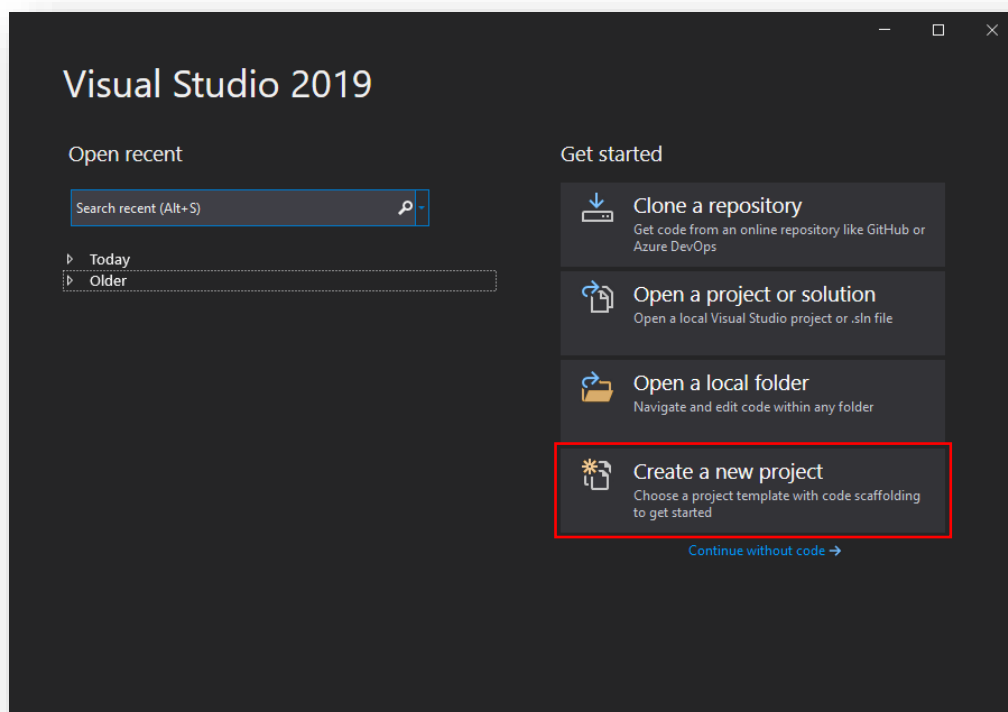 Visual Studio 2019
Open recent
Search recent (Alt+S)
Today
Older
Get started
Clone a repository
Get code from an online repository like GitHub or
Azure DevOps
Open a project or solution
Open a local Visual Studio project or .sln file
Open a local folder
Navigate and edit code within any folder
Create a new project
Choose a project template with code scaffolding
to get started
Continue without code →